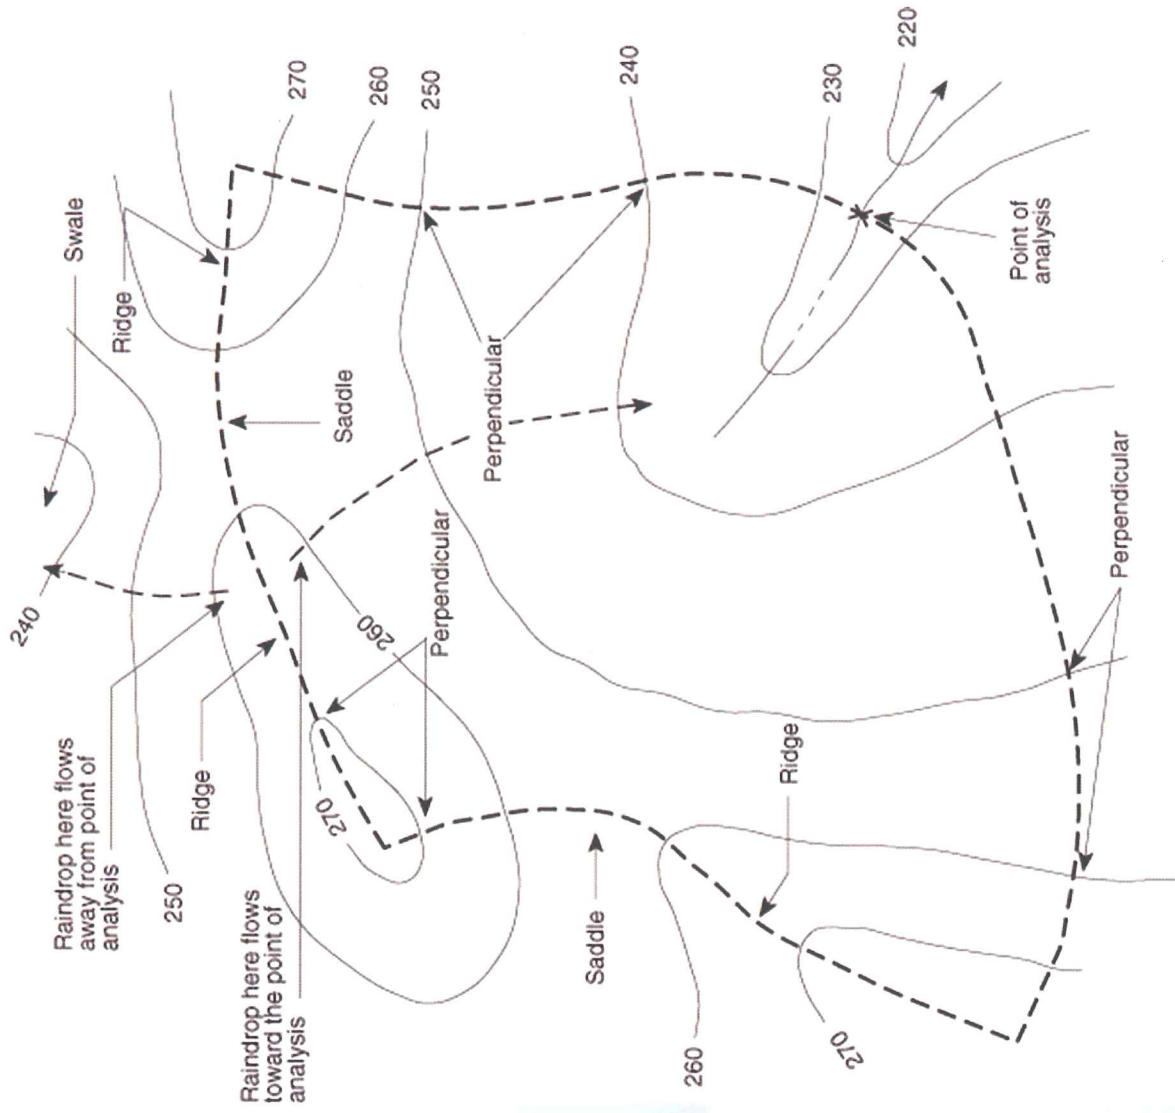 Swale
Ridge
270
260
250
240
230
220
240
Raindrop here flows
away from point of
analysis
250
Ridge
Saddle
Perpendicular
Perpendicular
260
270
Raindrop here flows
toward the point of
analysis
Saddle
Ridge
260
270
Point of
analysis
Perpendicular